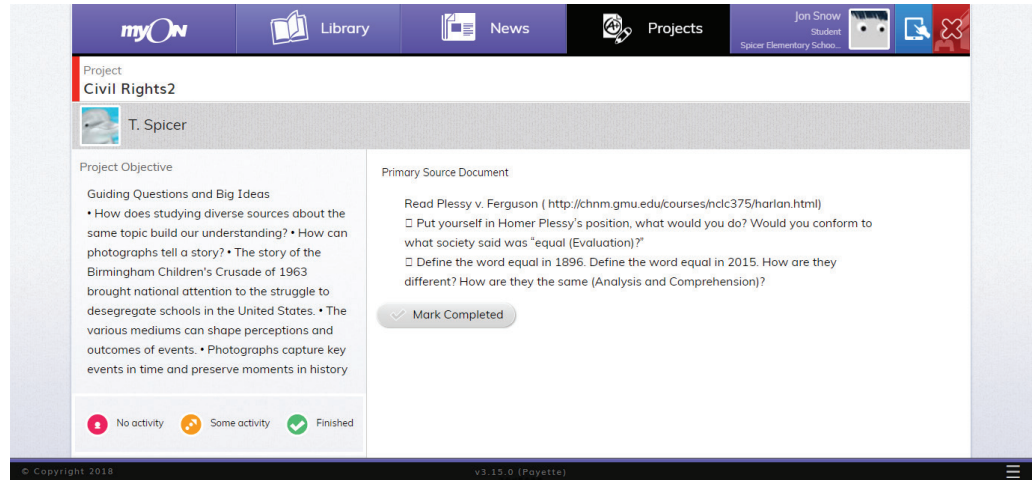 myON
Library
News
Projects
Jon Snow
Student
Spicer Elementary Schoo...
Project
Civil Rights2
T. Spicer
Project Objective
Guiding Questions and Big Ideas
• How does studying diverse sources about the
same topic build our understanding? • How can
photographs tell a story? • The story of the
Birmingham Children's Crusade of 1963
brought national attention to the struggle to
desegregate schools in the United States. • The
various mediums can shape perceptions and
outcomes of events. • Photographs capture key
events in time and preserve moments in history
No activity
Some activity
Finished
Primary Source Document
Read Plessy v. Ferguson ( http://chnm.gmu.edu/courses/nclc375/harlan.html)
▯ Put yourself in Homer Plessy's position, what would you do? Would you conform to
what society said was "equal (Evaluation)?"
▯ Define the word equal in 1896. Define the word equal in 2015. How are they
different? How are they the same (Analysis and Comprehension)?
Mark Completed
© Copyright 2018
v3.15.0 (Payette)